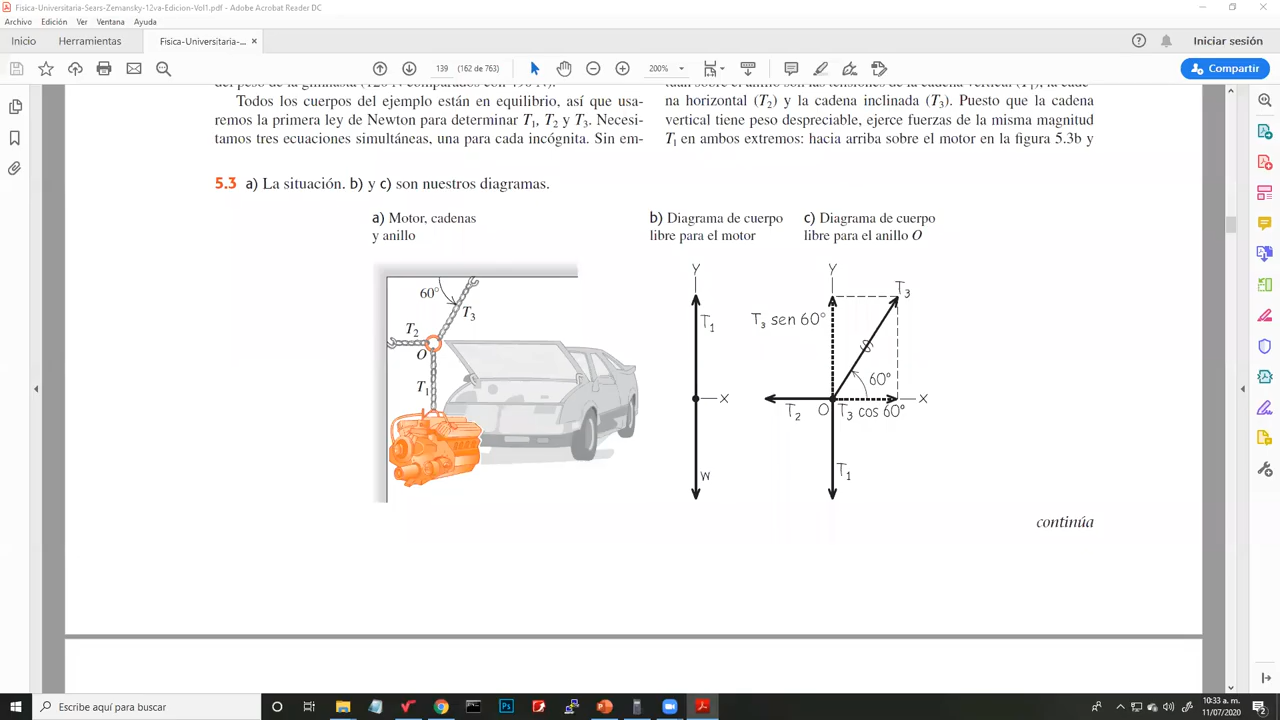 Fisica-Universitaria-Sears-Zemansky-12va-Edicion-Vol1.pdf - Adobe Acrobat Reader DC
Archivo Edición Ver Ventana Ayuda
Inicio Herramientas Fisica-Universitaria-... × Iniciar sesión
139 (162 de 763) 200% Compartir
Todos los cuerpos del ejemplo están en equilibrio, así que usa-
remos la primera ley de Newton para determinar T1, T2 y T3. Necesi-
tamos tres ecuaciones simultáneas, una para cada incógnita. Sin em-
na horizontal (T2) y la cadena inclinada (T3). Puesto que la cadena
vertical tiene peso despreciable, ejerce fuerzas de la misma magnitud
T1 en ambos extremos: hacia arriba sobre el motor en la figura 5.3b y
5.3 a) La situación. b) y c) son nuestros diagramas.
a) Motor, cadenas
y anillo
b) Diagrama de cuerpo
libre para el motor
c) Diagrama de cuerpo
libre para el anillo O
60°
T3
T2
O
T1
y
T1
x
w
y
T3
T3 sen 60°
60°
x
T2
O
T3 cos 60°
T1
continúa
Escribe aquí para buscar
10:33 a. m.
11/07/2020
2